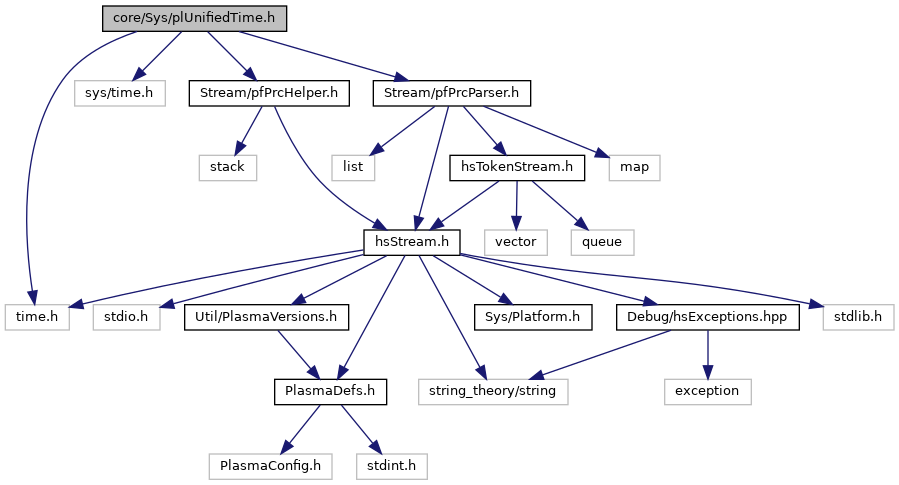 core/Sys/plUnifiedTime.h
sys/time.h
Stream/pfPrcHelper.h
Stream/pfPrcParser.h
stack
list
hsTokenStream.h
map
hsStream.h
vector
queue
time.h
stdio.h
Util/PlasmaVersions.h
Sys/Platform.h
Debug/hsExceptions.hpp
stdlib.h
PlasmaDefs.h
string_theory/string
exception
PlasmaConfig.h
stdint.h